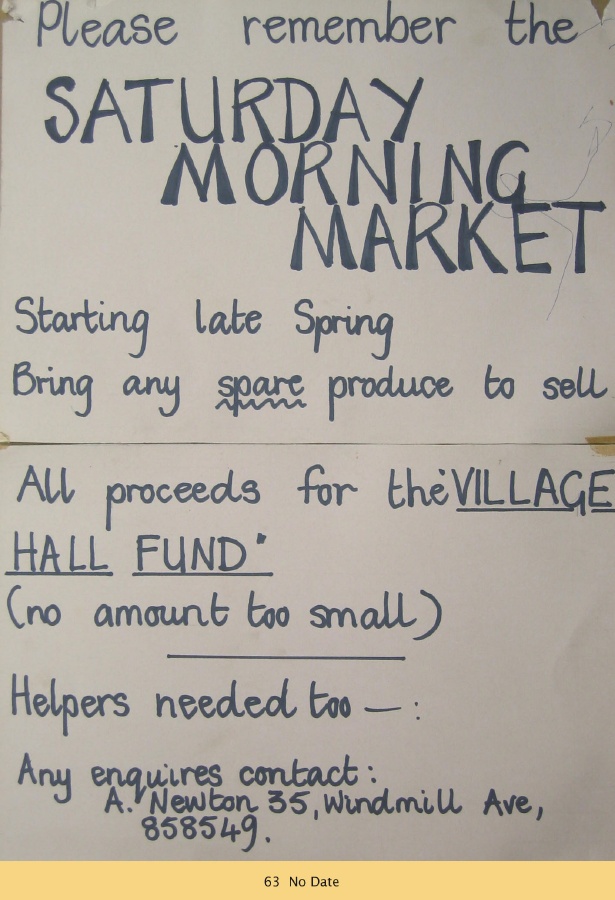 Please remember the
SATURDAY
MORNING
MARKET
Starting late Spring
Bring any spare produce to sell
All proceeds for the 'VILLAGE
HALL FUND'
(no amount too small)
Helpers needed too — :
Any enquires contact:
A. Newton 35, Windmill Ave,
858549.
63 No Date